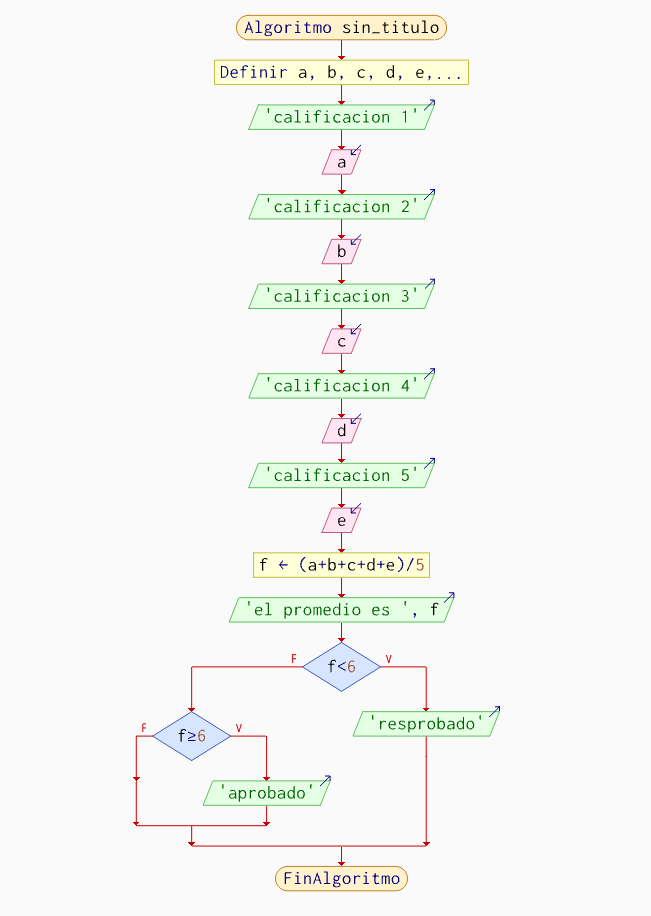 Algoritmo sin_titulo
Definir a, b, c, d, e,...
'calificacion 1'
a
'calificacion 2'
b
'calificacion 3'
c
'calificacion 4'
d
'calificacion 5'
e
f ← (a+b+c+d+e)/5
'el promedio es ', f
F f<6 V
'resprobado'
F f≥6 V
'aprobado'
FinAlgoritmo